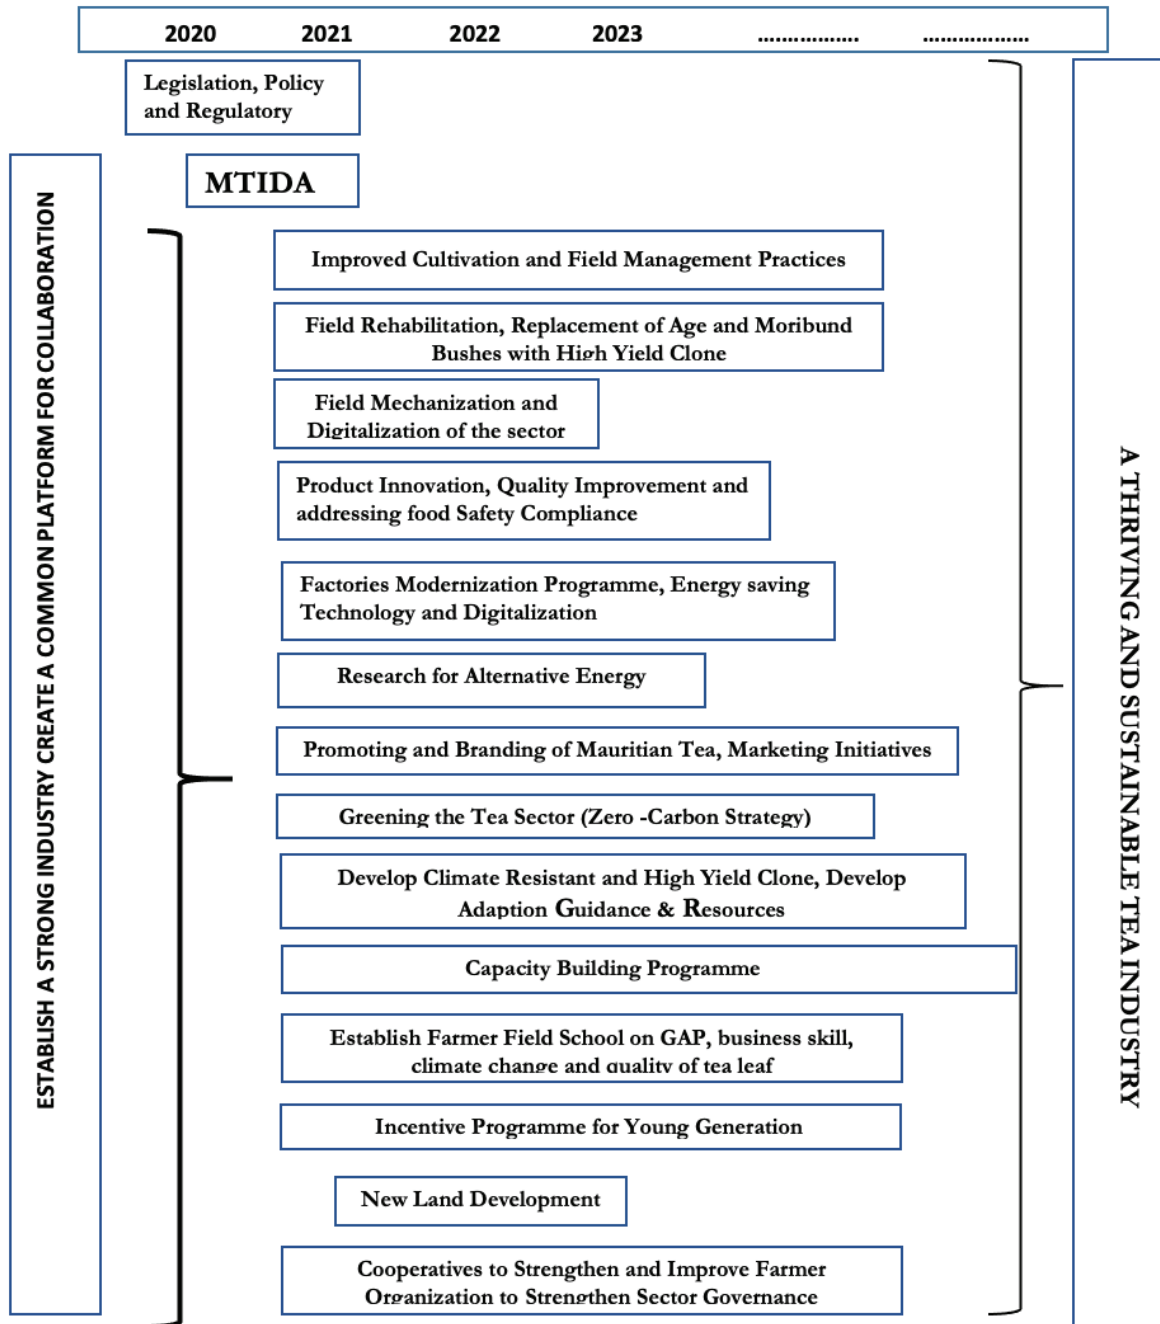 2020 2021 2022 2023 ................. ..................
Legislation, Policy
and Regulatory
MTIDA
ESTABLISH A STRONG INDUSTRY CREATE A COMMON PLATFORM FOR COLLABORATION
Improved Cultivation and Field Management Practices
Field Rehabilitation, Replacement of Age and Moribund
Bushes with High Yield Clone
Field Mechanization and
Digitalization of the sector
Product Innovation, Quality Improvement and
addressing food Safety Compliance
Factories Modernization Programme, Energy saving
Technology and Digitalization
Research for Alternative Energy
Promoting and Branding of Mauritian Tea, Marketing Initiatives
Greening the Tea Sector (Zero -Carbon Strategy)
Develop Climate Resistant and High Yield Clone, Develop
Adaption Guidance & Resources
Capacity Building Programme
Establish Farmer Field School on GAP, business skill,
climate change and quality of tea leaf
Incentive Programme for Young Generation
New Land Development
Cooperatives to Strengthen and Improve Farmer
Organization to Strengthen Sector Governance
A THRIVING AND SUSTAINABLE TEA INDUSTRY